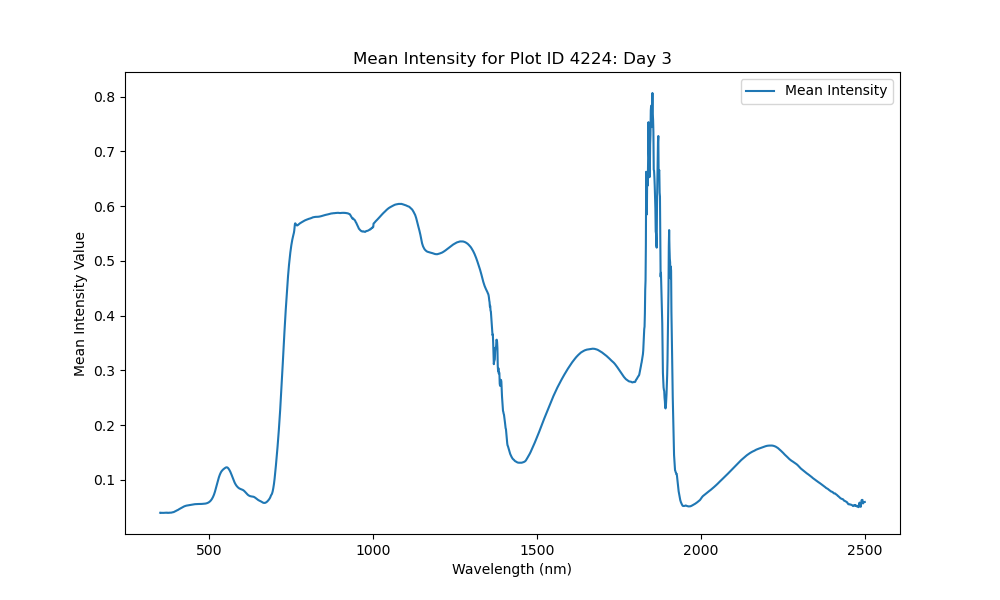 Mean Intensity for Plot ID 4224: Day 3
Mean Intensity
Mean Intensity Value
0.8
0.7
0.6
0.5
0.4
0.3
0.2
0.1
500 1000 1500 2000 2500
Wavelength (nm)